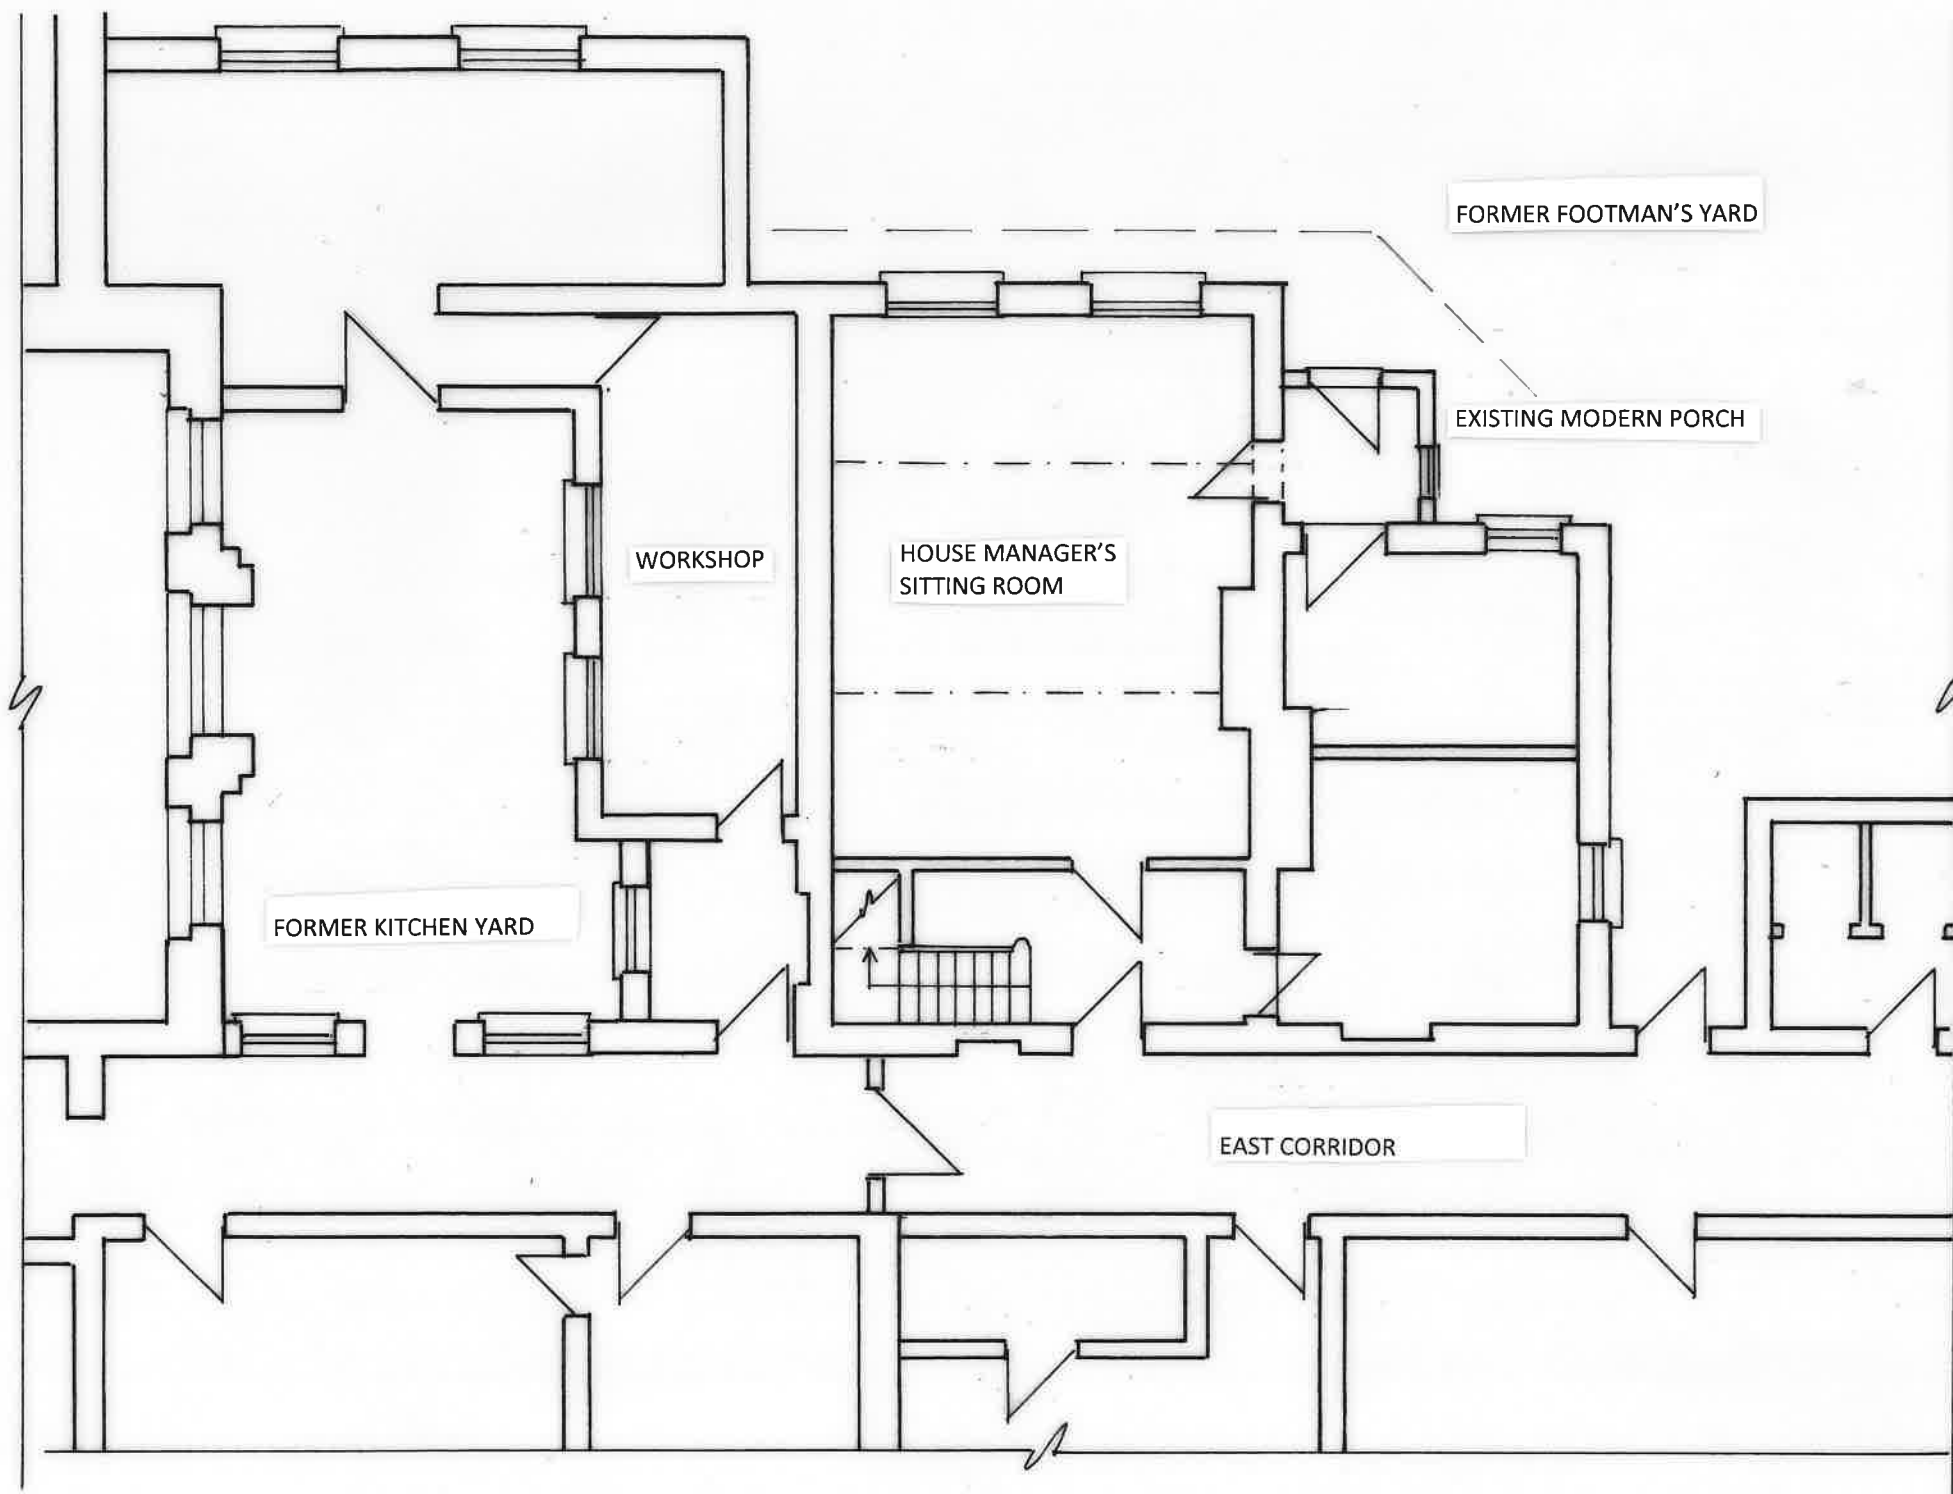 FORMER FOOTMAN'S YARD
EXISTING MODERN PORCH
WORKSHOP
HOUSE MANAGER'S
SITTING ROOM
FORMER KITCHEN YARD
EAST CORRIDOR